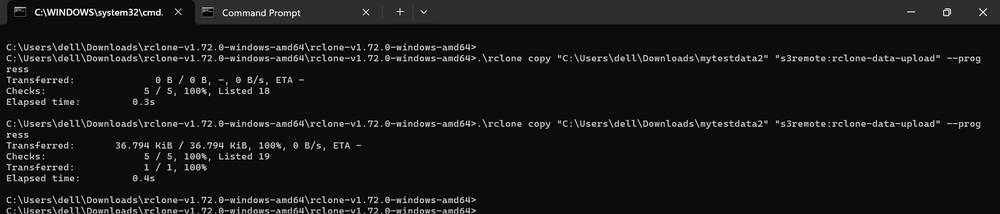 C:\WINDOWS\system32\cmd.
Command Prompt
C:\Users\dell\Downloads\rclone-v1.72.0-windows-amd64\rclone-v1.72.0-windows-amd64>
C:\Users\dell\Downloads\rclone-v1.72.0-windows-amd64\rclone-v1.72.0-windows-amd64>.\rclone copy "C:\Users\dell\Downloads\mytestdata2" "s3remote:rclone-data-upload" --prog
ress
Transferred:              0 B / 0 B, -, 0 B/s, ETA -
Checks:                 5 / 5, 100%, Listed 18
Elapsed time:         0.3s
C:\Users\dell\Downloads\rclone-v1.72.0-windows-amd64\rclone-v1.72.0-windows-amd64>.\rclone copy "C:\Users\dell\Downloads\mytestdata2" "s3remote:rclone-data-upload" --prog
ress
Transferred:       36.794 KiB / 36.794 KiB, 100%, 0 B/s, ETA -
Checks:                 5 / 5, 100%, Listed 19
Transferred:            1 / 1, 100%
Elapsed time:         0.4s
C:\Users\dell\Downloads\rclone-v1.72.0-windows-amd64\rclone-v1.72.0-windows-amd64>
C:\Users\dell\Downloads\rclone-v1.72.0-windows-amd64\rclone-v1.72.0-windows-amd64>